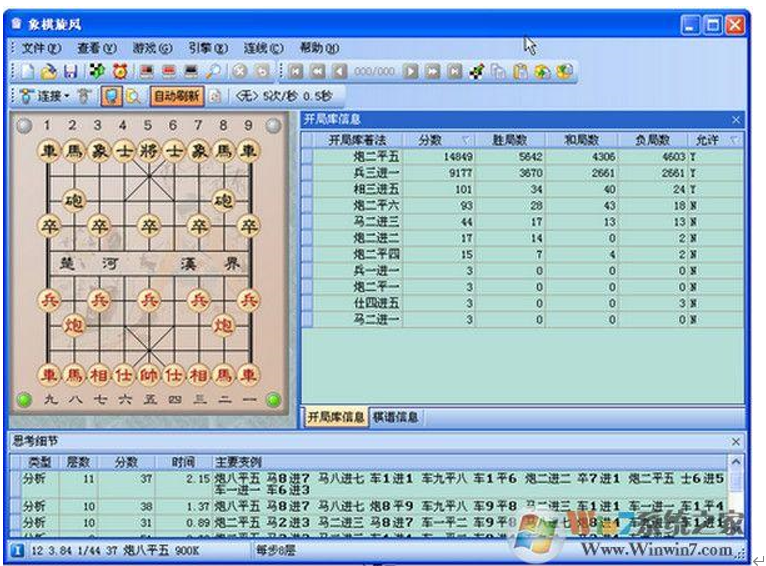 象棋旋风
文件(F) 查看(V) 游戏(G) 引擎(E) 连线(C) 帮助(H)
000/000
连接 自动刷新 <无> 5次/秒 0.5秒
1 2 3 4 5 6 7 8 9
車 馬 象 士 將 士 象 馬 車
砲 砲
卒 卒 卒 卒 卒
楚 河 漢 界
兵 兵 兵 兵 兵
炮 炮
車 馬 相 仕 帥 仕 相 馬 車
九 八 七 六 五 四 三 二 一
开局库信息
开局库着法 分数 胜局数 和局数 负局数 允许
炮二平五 14849 5642 4306 4603 Y
兵三进一 9177 3670 2661 2661 Y
相三进五 101 34 40 24 Y
炮二平六 93 28 43 18 N
马二进三 44 17 13 13 N
炮二进二 17 14 0 2 N
炮二平四 15 7 4 2 N
兵一进一 3 0 0 0 N
炮二平一 3 0 0 0 N
仕四进五 3 0 0 3 N
马二进一 3 0 0 0 N
开局库信息 棋谱信息
思考细节
类型 层数 分数 时间 主要变例
分析 11 37 2.15 炮八平五 马8进7 马八进七 车1进1 车九平八 车1平6 炮二进二 卒7进1 炮二平五 士6进5
车一进一 车6进3
分析 10 38 1.37 炮八平五 马8进7 马八进七 炮8平9 车九平八 车9平8 马二进三 车1进1 车一进一 车1平4
分析 10 31 0.89 炮二平五 马2进3 马二进三 马8进7 车一平二 车9平8
12 3.84 1/44 37 炮八平五 900K 每步8层
Win7系统之家
Www.Winwin7.com